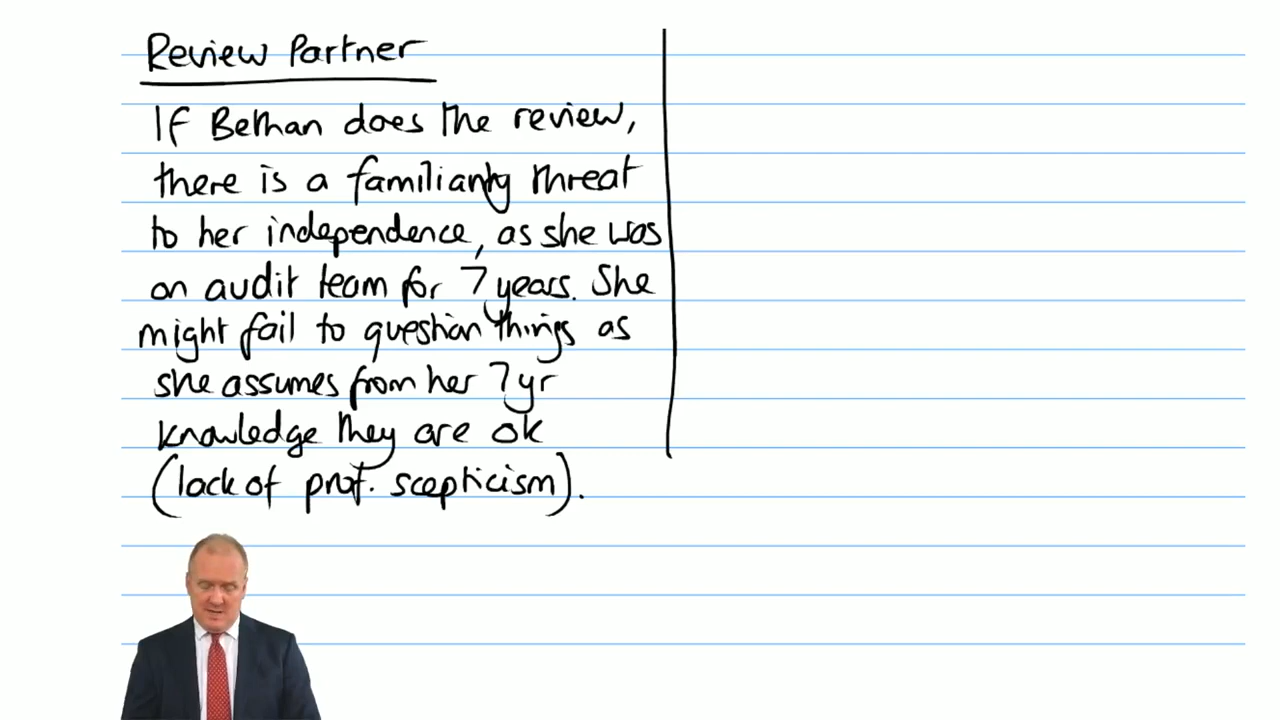 Review Partner
If Bethan does the review,
there is a familiarity threat
to her independence, as she was
on audit team for 7 years. She
might fail to question things as
she assumes from her 7 yr
knowledge they are ok
(lack of prof. scepticism).